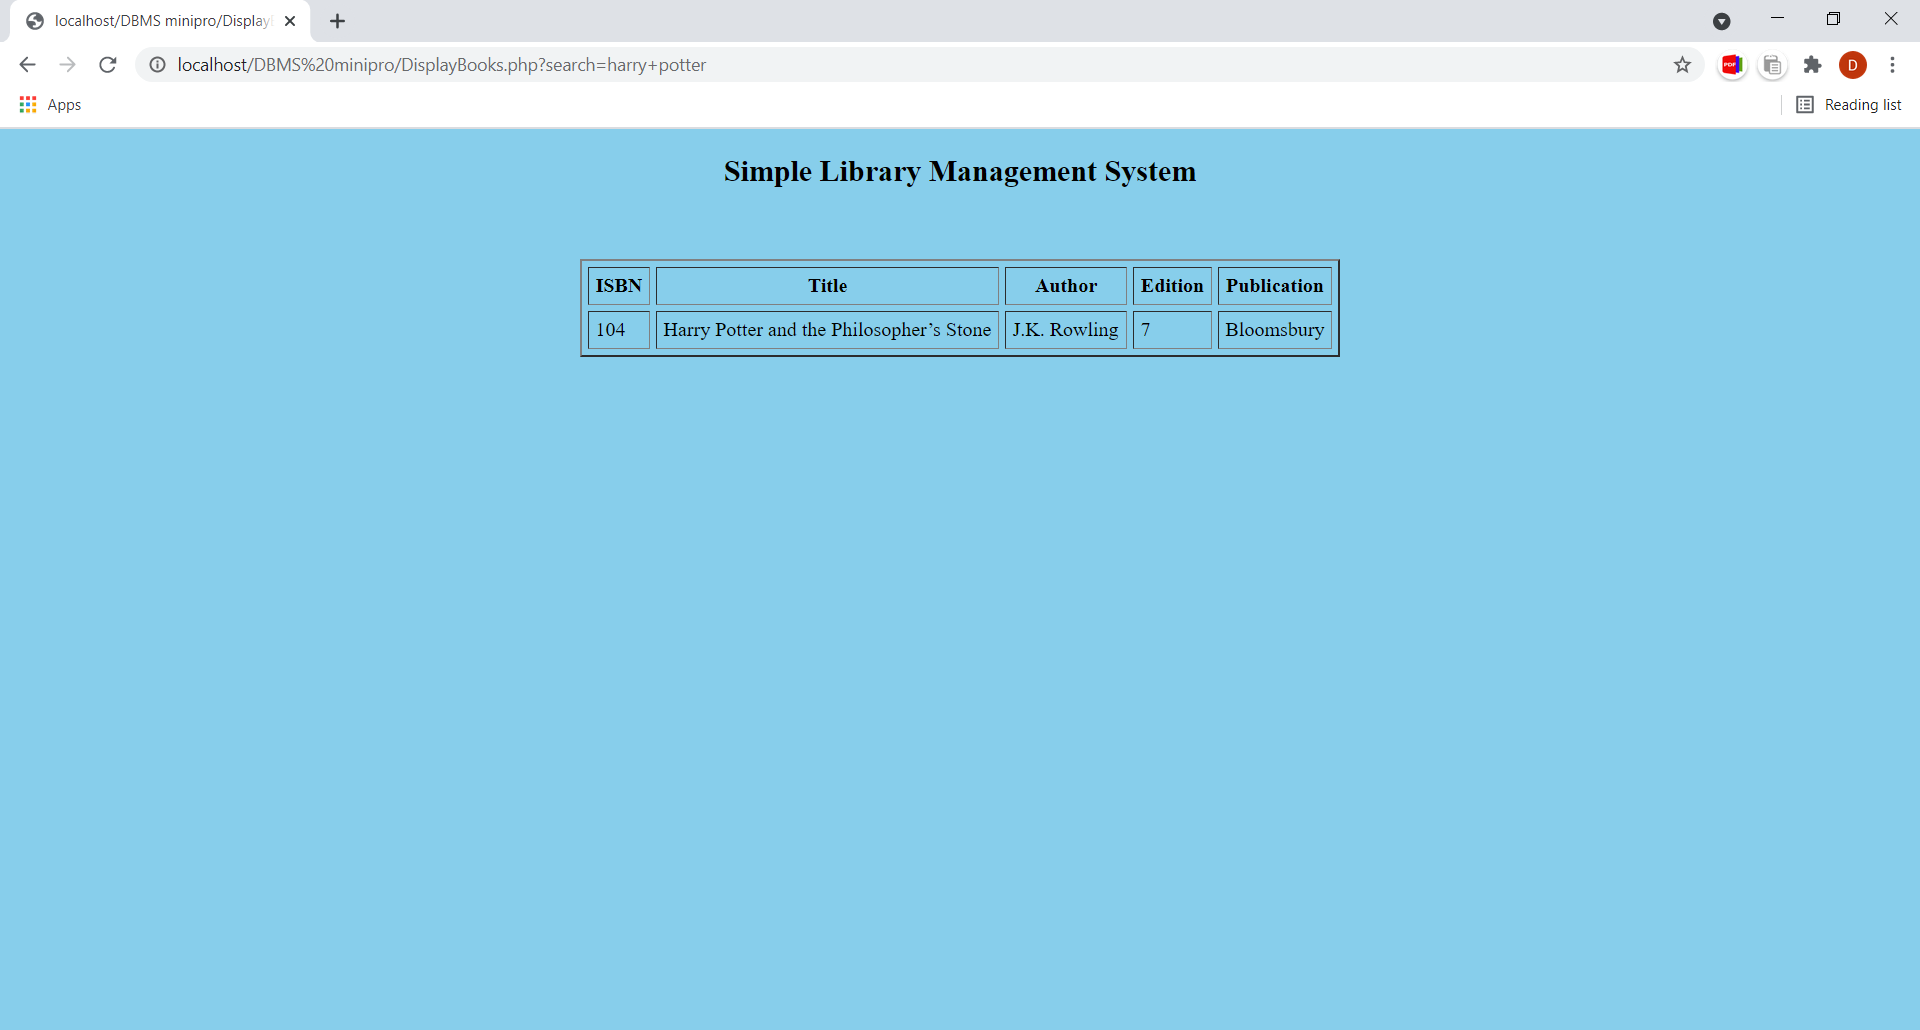 localhost/DBMS minipro/Display
localhost/DBMS%20minipro/DisplayBooks.php?search=harry+potter
PDF
D
Apps
Reading list
Simple Library Management System
ISBN Title Author Edition Publication
104 Harry Potter and the Philosopher’s Stone J.K. Rowling 7 Bloomsbury